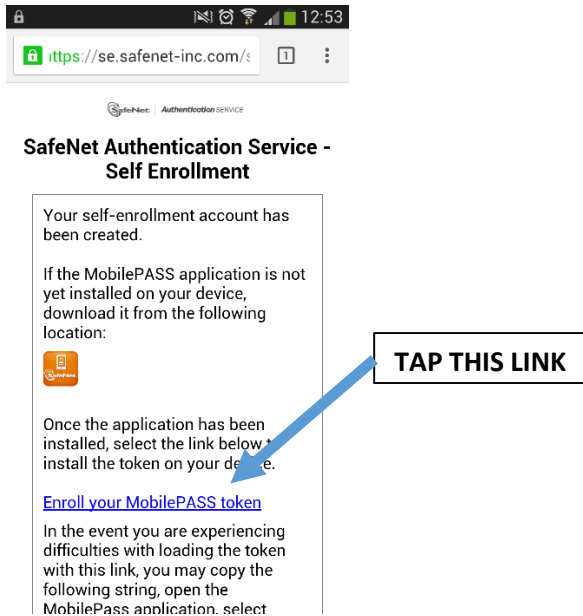 12:53
ttps://se.safenet-inc.com/s
1
SafeNet. Authentication SERVICE
SafeNet Authentication Service -
Self Enrollment
Your self-enrollment account has
been created.
If the MobilePASS application is not
yet installed on your device,
download it from the following
location:
SafeNet
Once the application has been
installed, select the link below
install the token on your
Enroll your MobilePASS token
In the event you are experiencing
difficulties with loading the token
with this link, you may copy the
following string, open the
MobilePass application, select
TAP THIS LINK